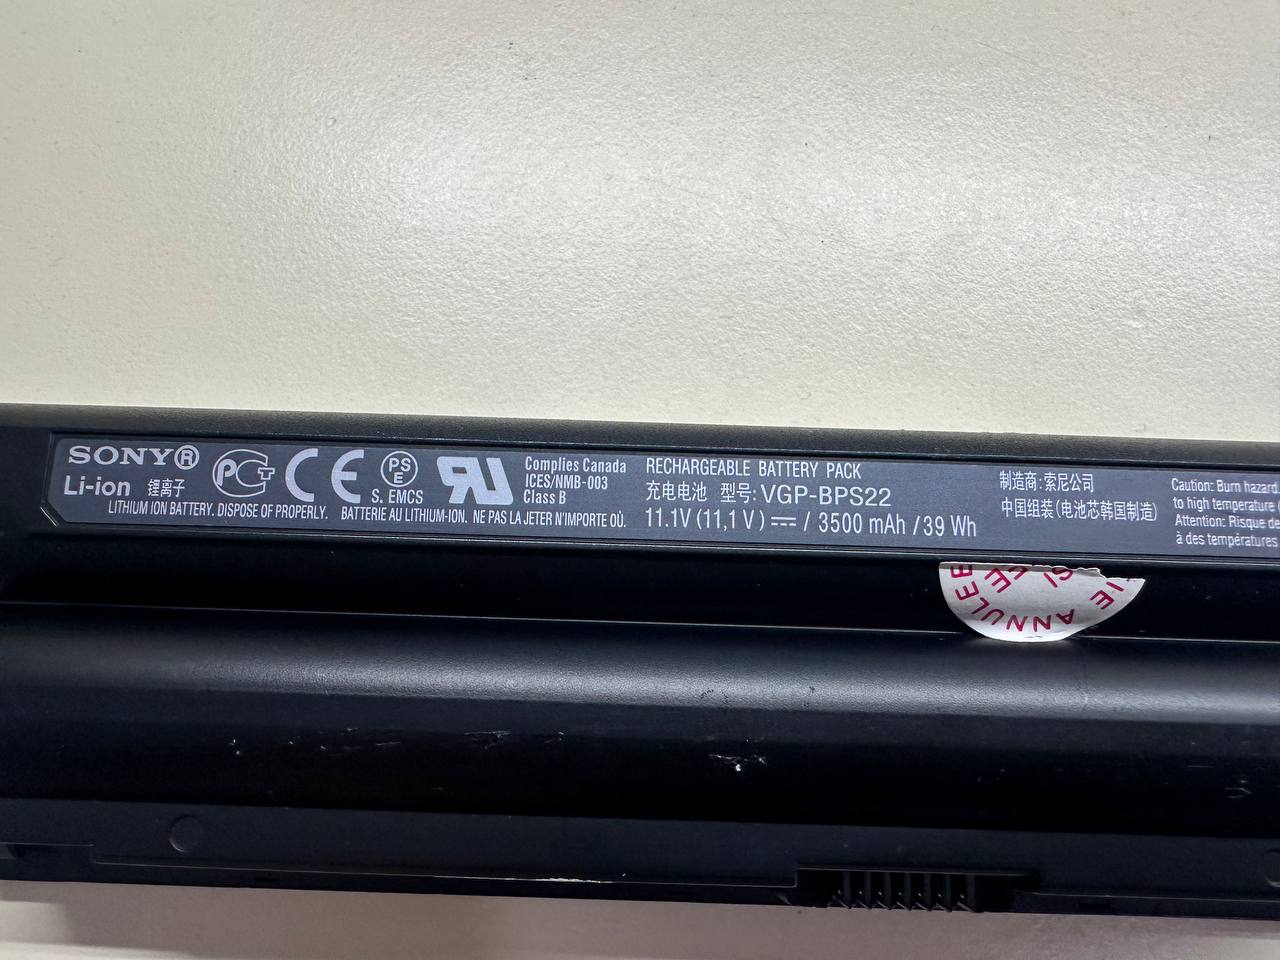 SONY®
Li-ion 锂离子
PCT CE PS E
S. EMCS
LITHIUM ION BATTERY. DISPOSE OF PROPERLY. BATTERIE AU LITHIUM-ION. NE PAS LA JETER N'IMPORTE OÙ.
Complies Canada
ICES/NMB-003
Class B
RECHARGEABLE BATTERY PACK
充电电池 型号: VGP-BPS22
11.1V (11,1 V) ⎓ / 3500 mAh / 39 Wh
制造商:索尼公司
中国组装(电池芯韩国制造)
Caution: Burn hazard.
to high temperature
Attention: Risque de
à des températures
IE ANNULEE